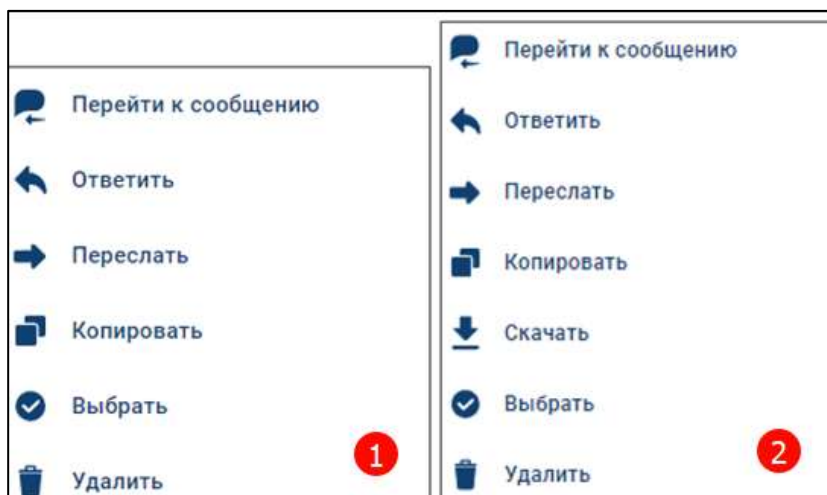 Перейти к сообщению
Ответить
Переслать
Копировать
Выбрать
Удалить
1
Перейти к сообщению
Ответить
Переслать
Копировать
Скачать
Выбрать
Удалить
2